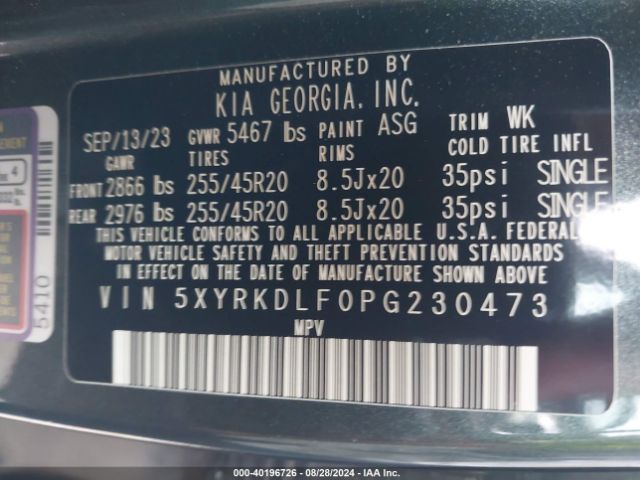 MANUFACTURED BY
KIA GEORGIA, INC.
SEP/13/23 GVWR 5467 lbs PAINT ASG TRIM WK
GAWR TIRES RIMS COLD TIRE INFL
FRONT 2866 lbs 255/45R20 8.5Jx20 35psi SINGLE
REAR 2976 lbs 255/45R20 8.5Jx20 35psi SINGLE
THIS VEHICLE CONFORMS TO ALL APPLICABLE U.S.A. FEDERAL
MOTOR VEHICLE SAFETY AND THEFT PREVENTION STANDARDS
IN EFFECT ON THE DATE OF MANUFACTURE SHOWN ABOVE.
VIN 5XYRKDLF0PG230473
MPV
4
5410
000-40196726 - 08/28/2024 - IAA Inc.